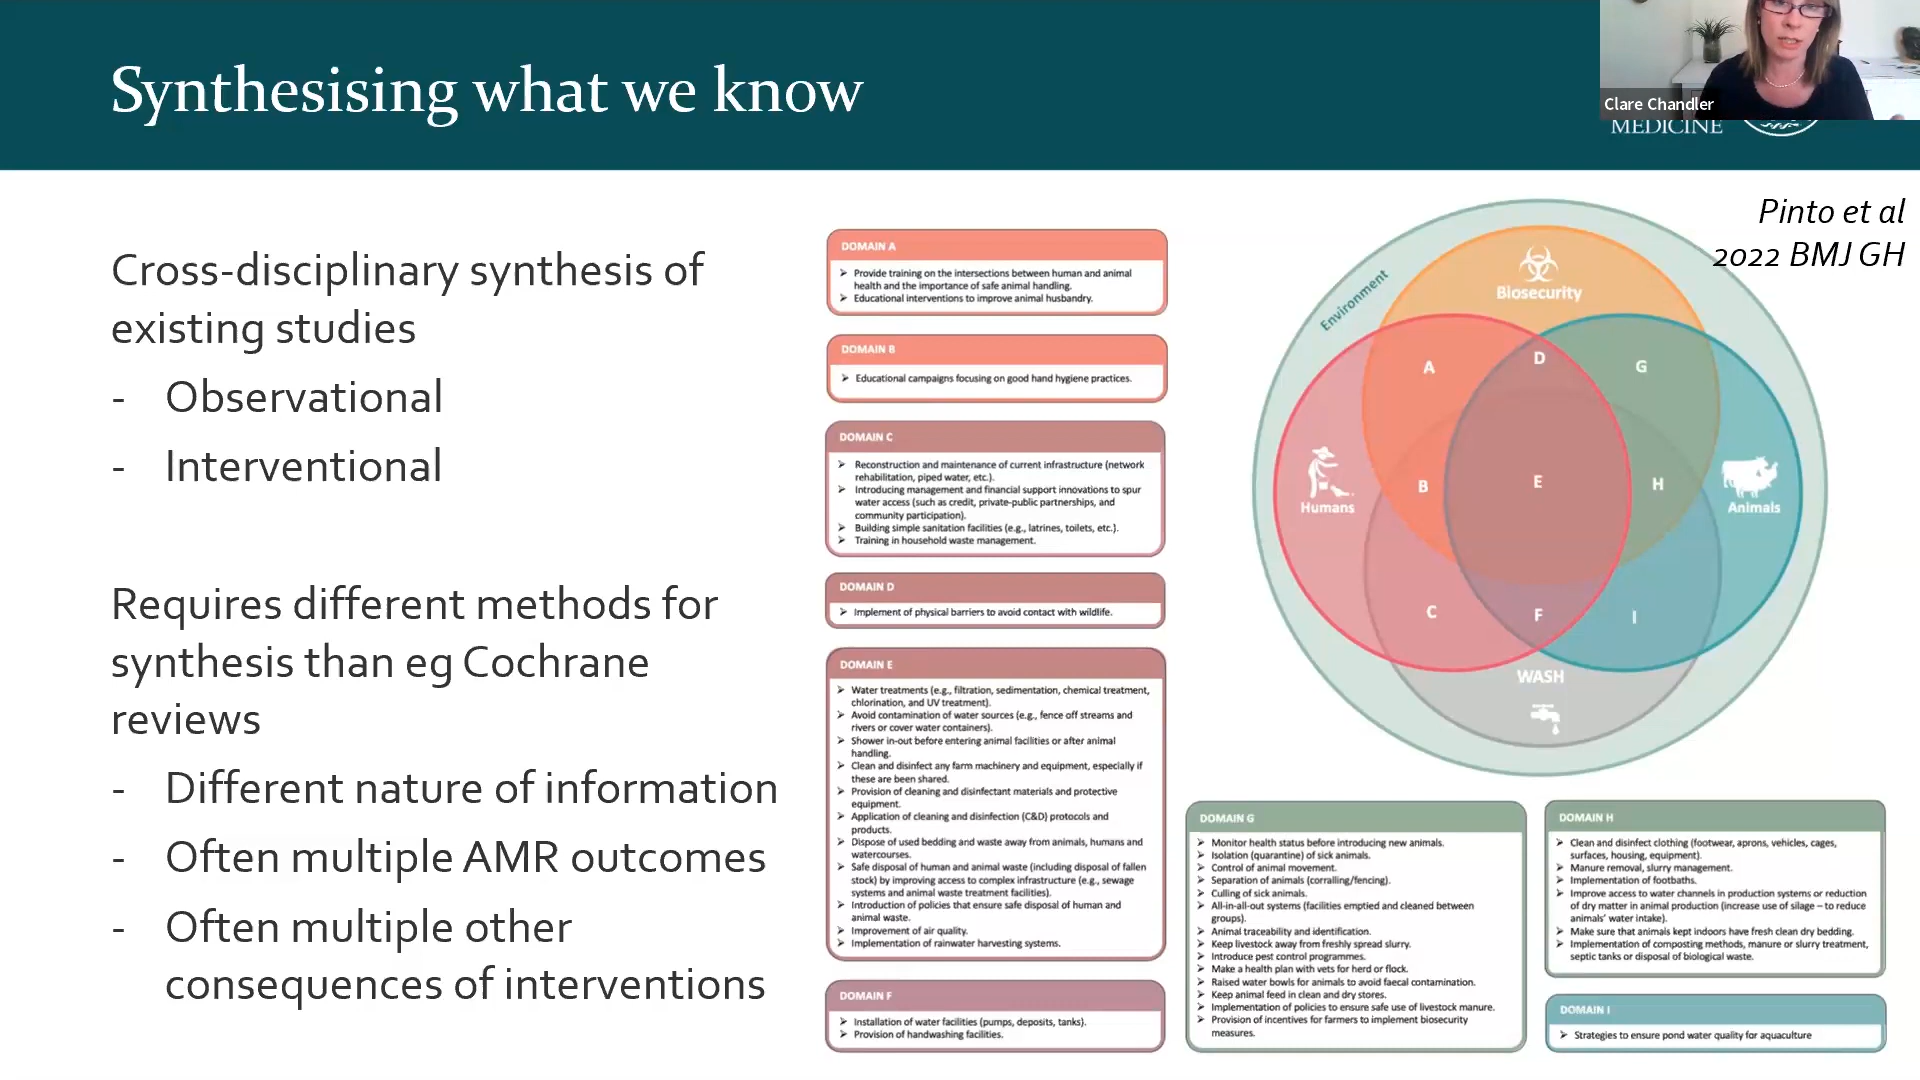 Synthesising what we know
Clare Chandler
MEDICINE
Pinto et al
2022 BMJ GH
Cross-disciplinary synthesis of
existing studies
- Observational
- Interventional
Requires different methods for
synthesis than eg Cochrane
reviews
- Different nature of information
- Often multiple AMR outcomes
- Often multiple other
consequences of interventions
DOMAIN A
➢ Provide training on the intersections between human and animal
health and the importance of safe animal handling.
➢ Educational interventions to improve animal husbandry.
DOMAIN B
➢ Educational campaigns focusing on good hand hygiene practices.
DOMAIN C
➢ Reconstruction and maintenance of current infrastructure (network
rehabilitation, piped water, etc.).
➢ Introducing management and financial support innovations to spur
water access (such as credit, private-public partnerships, and
community participation).
➢ Building simple sanitation facilities (e.g., latrines, toilets, etc.).
➢ Training in household waste management.
DOMAIN D
➢ Implement of physical barriers to avoid contact with wildlife.
DOMAIN E
➢ Water treatments (e.g., filtration, sedimentation, chemical treatment,
chlorination, and UV treatment).
➢ Avoid contamination of water sources (e.g., fence off streams and
rivers or cover water containers).
➢ Shower in-out before entering animal facilities or after animal
handling.
➢ Clean and disinfect any farm machinery and equipment, especially if
these are been shared.
➢ Provision of cleaning and disinfectant materials and protective
equipment.
➢ Application of cleaning and disinfection (C&D) protocols and
products.
➢ Dispose of used bedding and waste away from animals, humans and
watercourses.
➢ Safe disposal of human and animal waste (including disposal of fallen
stock) by improving access to complex infrastructure (e.g., sewage
systems and animal waste treatment facilities).
➢ Introduction of policies that ensure safe disposal of human and
animal waste.
➢ Improvement of air quality.
➢ Implementation of rainwater harvesting systems.
DOMAIN F
➢ Installation of water facilities (pumps, deposits, tanks).
➢ Provision of handwashing facilities.
Environment
Biosecurity
A
D
G
Humans
B
E
H
Animals
C
F
I
WASH
DOMAIN G
➢ Monitor health status before introducing new animals.
➢ Isolation (quarantine) of sick animals.
➢ Control of animal movement.
➢ Separation of animals (corralling/fencing).
➢ Culling of sick animals.
➢ All-in-all-out systems (facilities emptied and cleaned between
groups).
➢ Animal traceability and identification.
➢ Keep livestock away from freshly spread slurry.
➢ Introduce pest control programmes.
➢ Make a health plan with vets for herd or flock.
➢ Raised water bowls for animals to avoid faecal contamination.
➢ Keep animal feed in clean and dry stores.
➢ Implementation of policies to ensure safe use of livestock manure.
➢ Provision of incentives for farmers to implement biosecurity
measures.
DOMAIN H
➢ Clean and disinfect clothing (footwear, aprons, vehicles, cages,
surfaces, housing, equipment).
➢ Manure removal, slurry management.
➢ Implementation of footbaths.
➢ Improve access to water channels in production systems or reduction
of dry matter in animal production (increase use of silage – to reduce
animals’ water intake).
➢ Make sure that animals kept indoors have fresh clean dry bedding.
➢ Implementation of composting methods, manure or slurry treatment,
septic tanks or disposal of biological waste.
DOMAIN I
➢ Strategies to ensure pond water quality for aquaculture